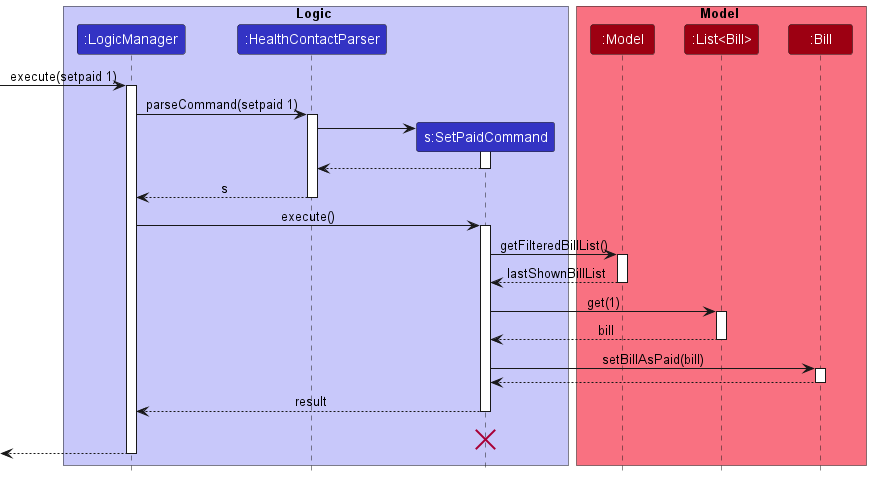 Logic
Model
:LogicManager
:HealthContactParser
:Model
:List<Bill>
:Bill
execute(setpaid 1)
parseCommand(setpaid 1)
s:SetPaidCommand
s
execute()
getFilteredBillList()
lastShownBillList
get(1)
bill
setBillAsPaid(bill)
result